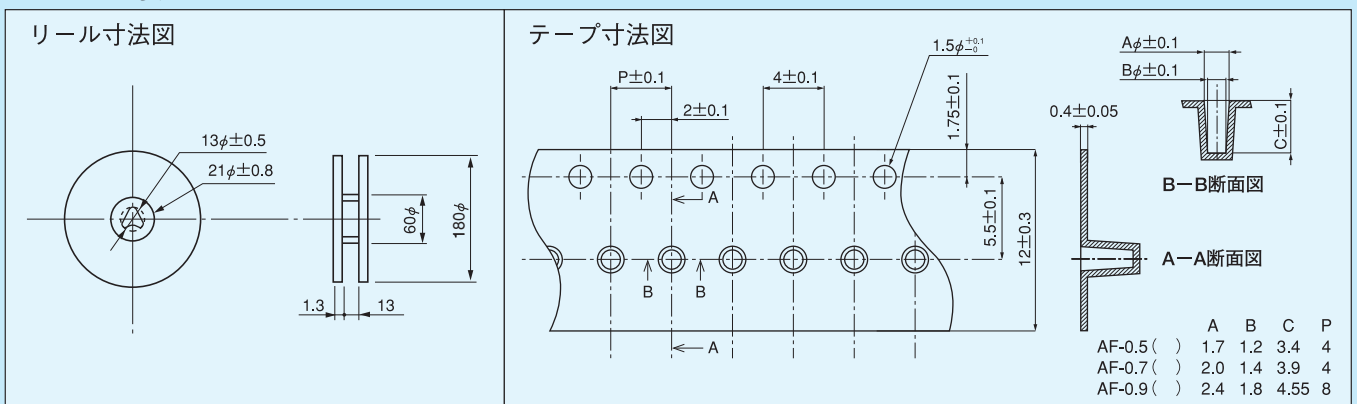 リール寸法図
13φ±0.5
21φ±0.8
60φ
180φ
1.3
13
テープ寸法図
P±0.1
4±0.1
2±0.1
1.5φ+0.1 −0
1.75±0.1
5.5±0.1
12±0.3
A
A
B
B
0.4±0.05
Aφ±0.1
Bφ±0.1
C±0.1
B−B断面図
A−A断面図
A B C P
AF-0.5( ) 1.7 1.2 3.4 4
AF-0.7( ) 2.0 1.4 3.9 4
AF-0.9( ) 2.4 1.8 4.55 8